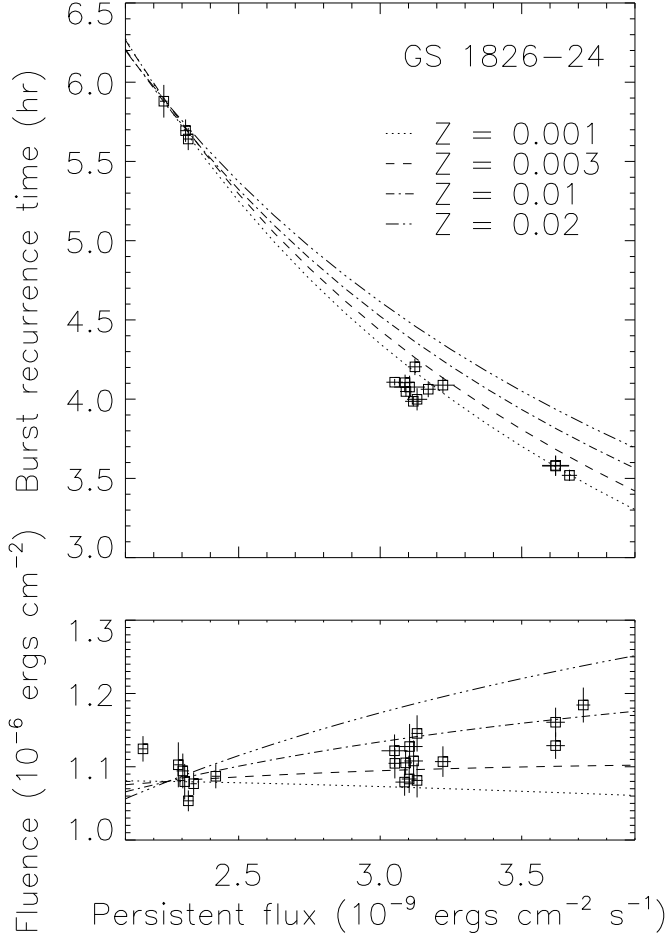 6.5
6.0
5.5
5.0
4.5
4.0
3.5
3.0
Burst recurrence time (hr)
GS 1826−24
Z = 0.001
Z = 0.003
Z = 0.01
Z = 0.02
1.3
1.2
1.1
1.0
Fluence (10⁻⁶ ergs cm⁻²)
2.5 3.0 3.5
Persistent flux (10⁻⁹ ergs cm⁻² s⁻¹)